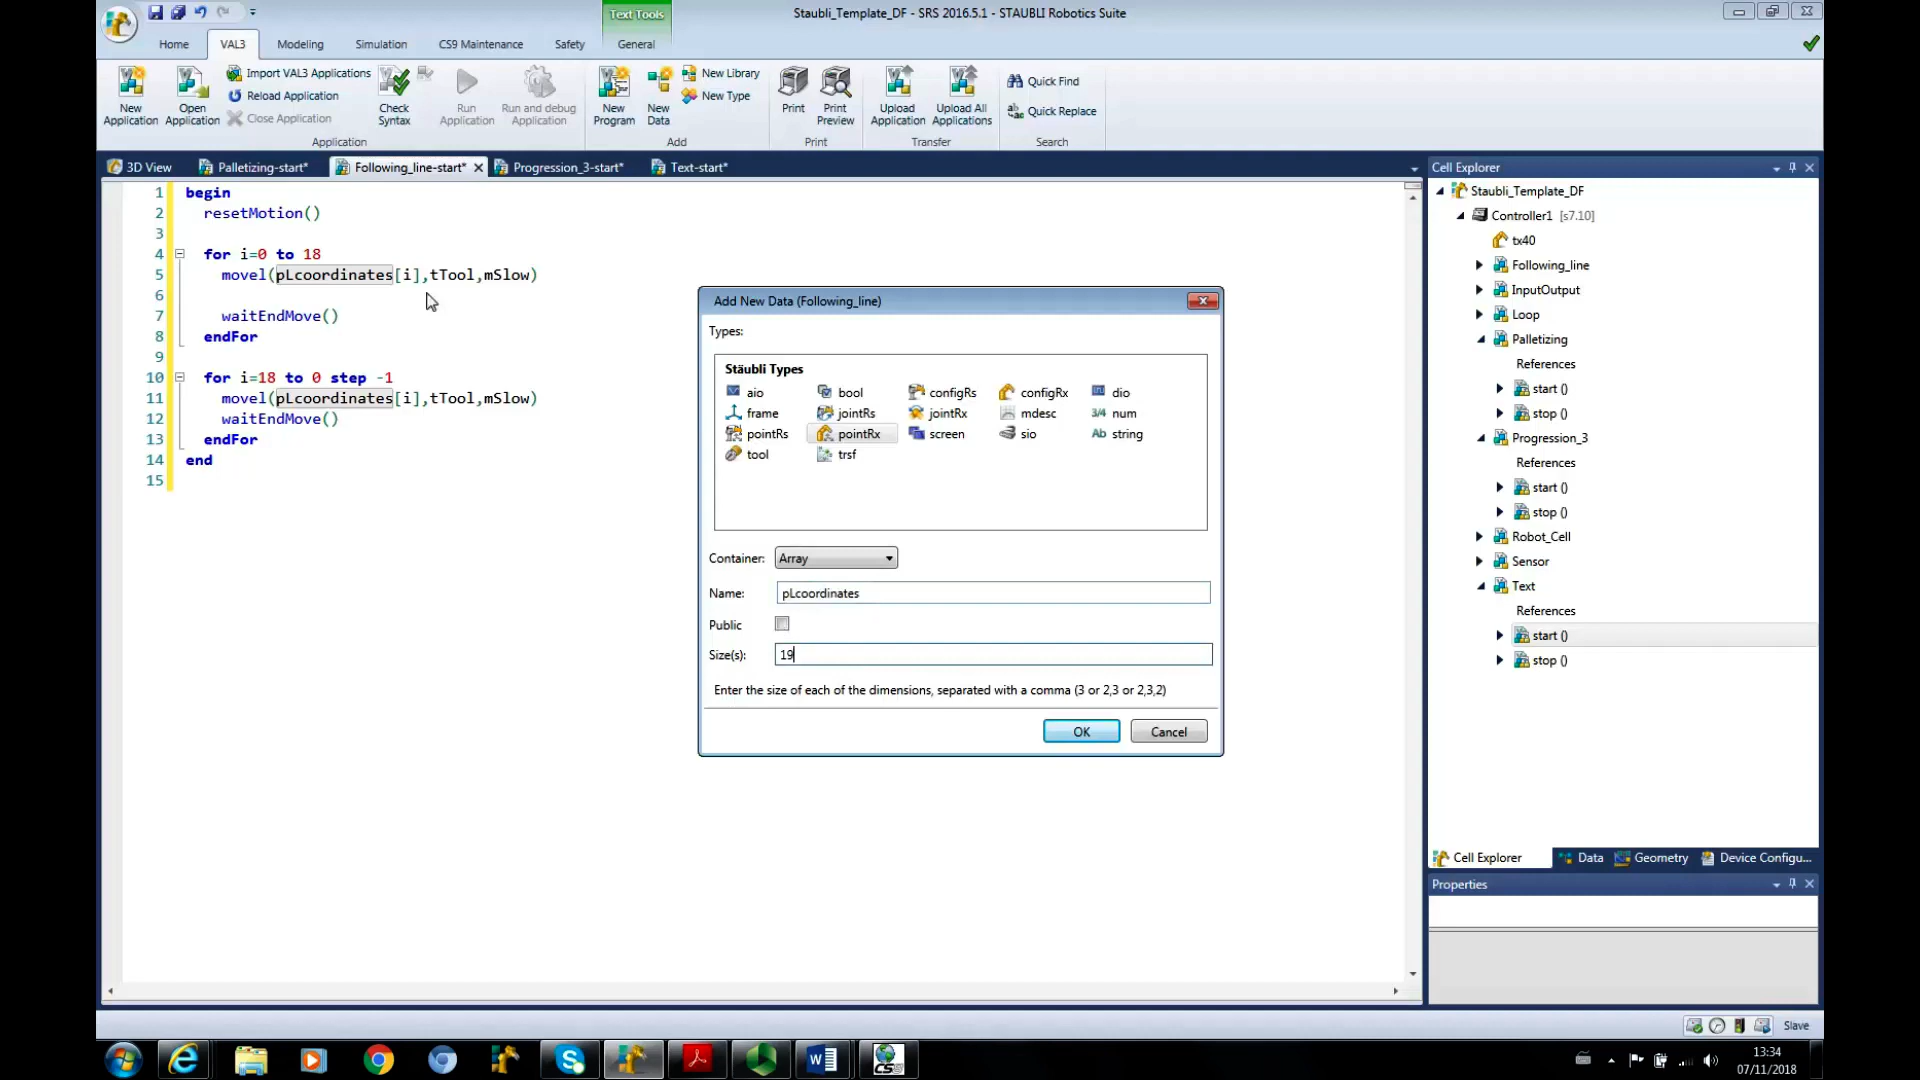 Text Tools
Staubli_Template_DF - SRS 2016.5.1 - STAUBLI Robotics Suite
Home VAL3 Modeling Simulation CS9 Maintenance Safety General
New Application
Open Application
Import VAL3 Applications
Reload Application
Close Application
Check Syntax
Run Application
Run and debug Application
New Program
New Data
New Library
New Type
Print
Print Preview
Upload Application
Upload All Applications
Quick Find
Quick Replace
Application Add Print Transfer Search
3D View Palletizing-start* Following_line-start* Progression_3-start* Text-start*
1 begin
2 resetMotion()
3
4 for i=0 to 18
5 movel(pLcoordinates[i],tTool,mSlow)
6
7 waitEndMove()
8 endFor
9
10 for i=18 to 0 step -1
11 movel(pLcoordinates[i],tTool,mSlow)
12 waitEndMove()
13 endFor
14 end
15
Add New Data (Following_line)
Types:
Stäubli Types
aio bool configRs configRx dio
frame jointRs jointRx mdesc 3/4 num
pointRs pointRx screen sio Ab string
tool trsf
Container: Array
Name: pLcoordinates
Public
Size(s): 19
Enter the size of each of the dimensions, separated with a comma (3 or 2,3 or 2,3,2)
OK Cancel
Cell Explorer
Staubli_Template_DF
Controller1 [s7.10]
tx40
Following_line
InputOutput
Loop
Palletizing
References
start ()
stop ()
Progression_3
References
start ()
stop ()
Robot_Cell
Sensor
Text
References
start ()
stop ()
Cell Explorer Data Geometry Device Configu...
Properties
Slave
CS9
13:34
07/11/2018